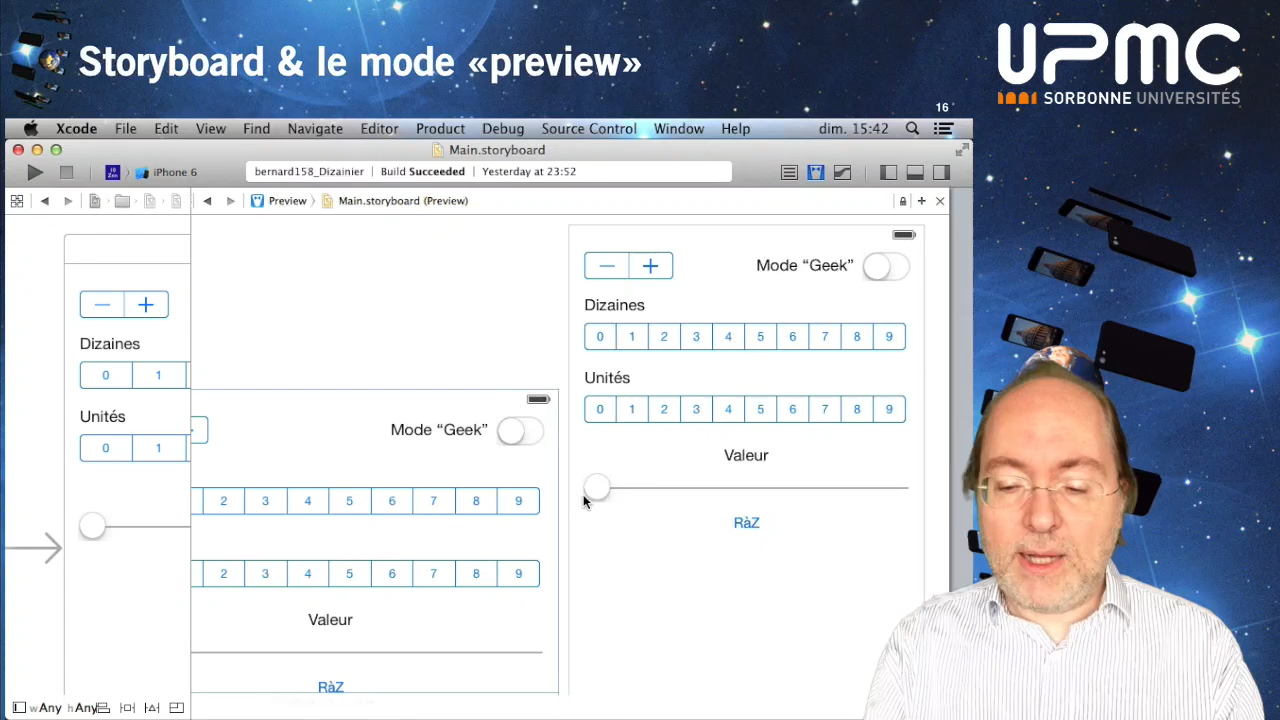 Storyboard & le mode «preview»
UPMC
SORBONNE UNIVERSITÉS
16
Xcode File Edit View Find Navigate Editor Product Debug Source Control Window Help dim. 15:42
Main.storyboard
iPhone 6
bernard158_Dizainier Build Succeeded Yesterday at 23:52
Preview Main.storyboard (Preview)
Mode “Geek”
Dizaines
0 1 2 3 4 5 6 7 8 9
Unités
0 1 2 3 4 5 6 7 8 9
Valeur
RàZ
Dizaines
0 1
Unités
0 1
Mode “Geek”
2 3 4 5 6 7 8 9
2 3 4 5 6 7 8 9
Valeur
RàZ
wAny hAny